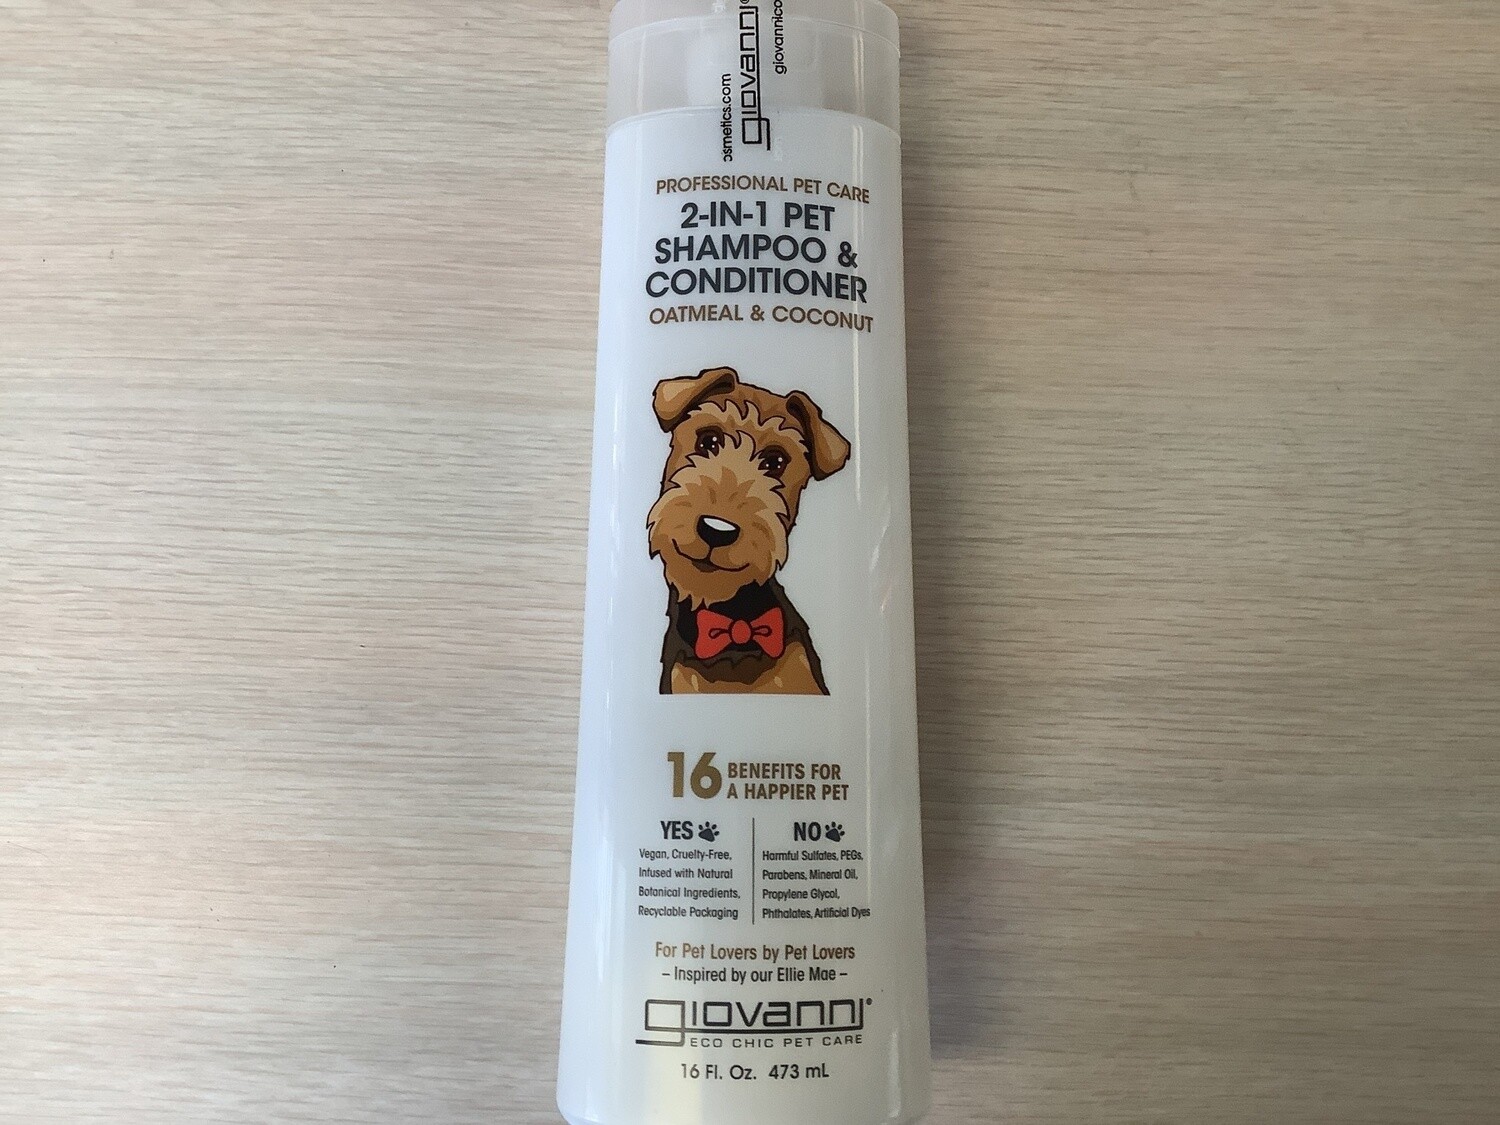 osmetics.com
giovanni
giovannico
PROFESSIONAL PET CARE
2-IN-1 PET
SHAMPOO &
CONDITIONER
OATMEAL & COCONUT
16 BENEFITS FOR
A HAPPIER PET
YES
Vegan, Cruelty-Free,
Infused with Natural
Botanical Ingredients,
Recyclable Packaging
NO
Harmful Sulfates, PEGs,
Parabens, Mineral Oil,
Propylene Glycol,
Phthalates, Artificial Dyes
For Pet Lovers by Pet Lovers
– Inspired by our Ellie Mae –
giovanni®
ECO CHIC PET CARE
16 Fl. Oz. 473 mL